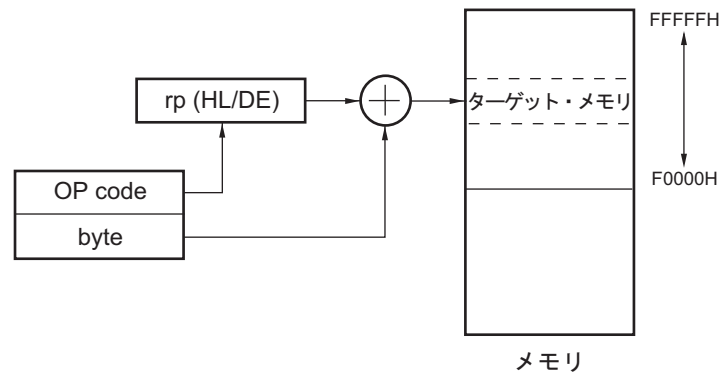 FFFFFH
rp (HL/DE)
ターゲット・メモリ
OP code
F0000H
byte
メモリ